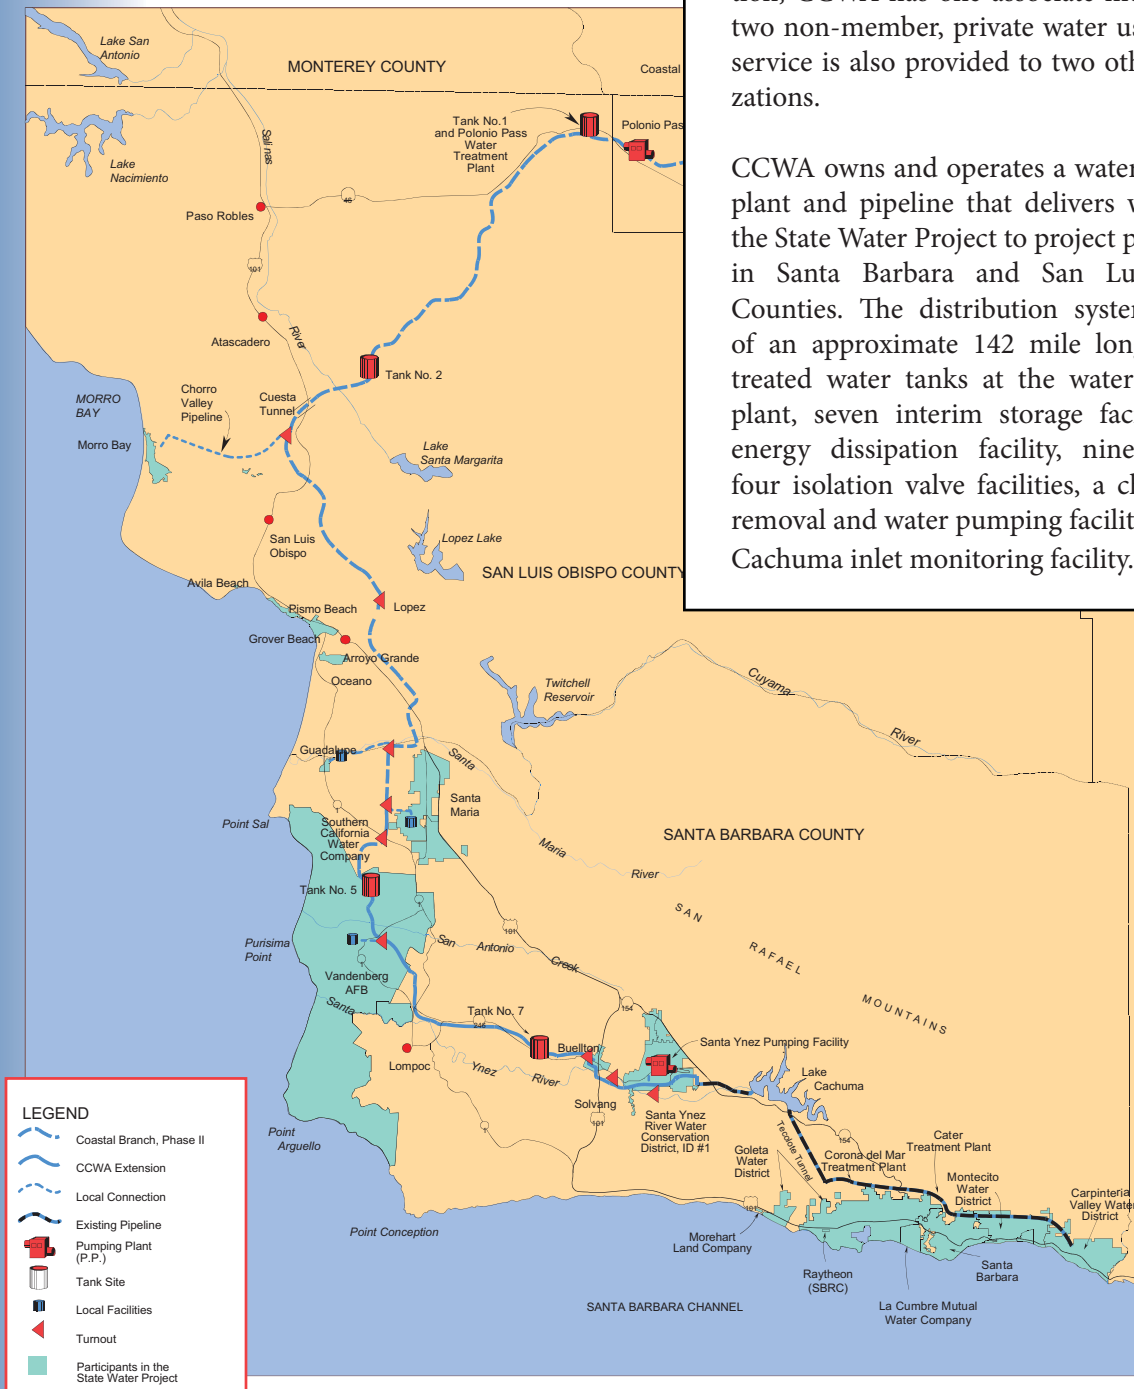 tion, CCWA has one associate
two non-member, private water
service is also provided to two
zations.
CCWA owns and operates a water
plant and pipeline that delivers
the State Water Project to project
in Santa Barbara and San
Counties. The distribution
of an approximate 142 mile
treated water tanks at the water
plant, seven interim storage
energy dissipation facility, nine
four isolation valve facilities, a
removal and water pumping
Cachuma inlet monitoring facility.
Lake San
Antonio
MONTEREY COUNTY
Coastal
Tank No.1
and Polonio Pass
Water
Treatment
Plant
Polonio
Salinas
Lake
Nacimiento
Paso Robles
46
101
River
Atascadero
Tank No. 2
MORRO
BAY
Chorro
Valley
Pipeline
Cuesta
Tunnel
Morro Bay
Lake
Santa Margarita
San Luis
Obispo
Lopez Lake
SAN LUIS OBISPO COUNTY
Avila Beach
Pismo Beach
Lopez
Grover Beach
Arroyo Grande
Oceano
Twitchell
Reservoir
Cuyama
River
Guadalupe
Santa
Maria
River
Santa
Maria
1
Point Sal
Southern
California
Water
Company
SANTA BARBARA COUNTY
Tank No. 5
1
SAN
RAFAEL
MOUNTAINS
101
Purisima
Point
San
Antonio
Creek
1
Vandenberg
AFB
Santa
Ynez
River
Tank No. 7
246
154
Buellton
Santa Ynez Pumping Facility
Lompoc
Lake
Cachuma
Solvang
101
1
Santa Ynez
River Water
Conservation
District, ID #1
Tecolote Tunnel
154
Point
Arguello
Goleta
Water
District
Corona del Mar
Treatment Plant
Cater
Treatment Plant
Montecito
Water
District
Carpinteria
Valley Water
District
101
Point Conception
Morehart
Land Company
Raytheon
(SBRC)
Santa
Barbara
La Cumbre Mutual
Water Company
SANTA BARBARA CHANNEL
LEGEND
Coastal Branch, Phase II
CCWA Extension
Local Connection
Existing Pipeline
Pumping Plant
(P.P.)
Tank Site
Local Facilities
Turnout
Participants in the
State Water Project